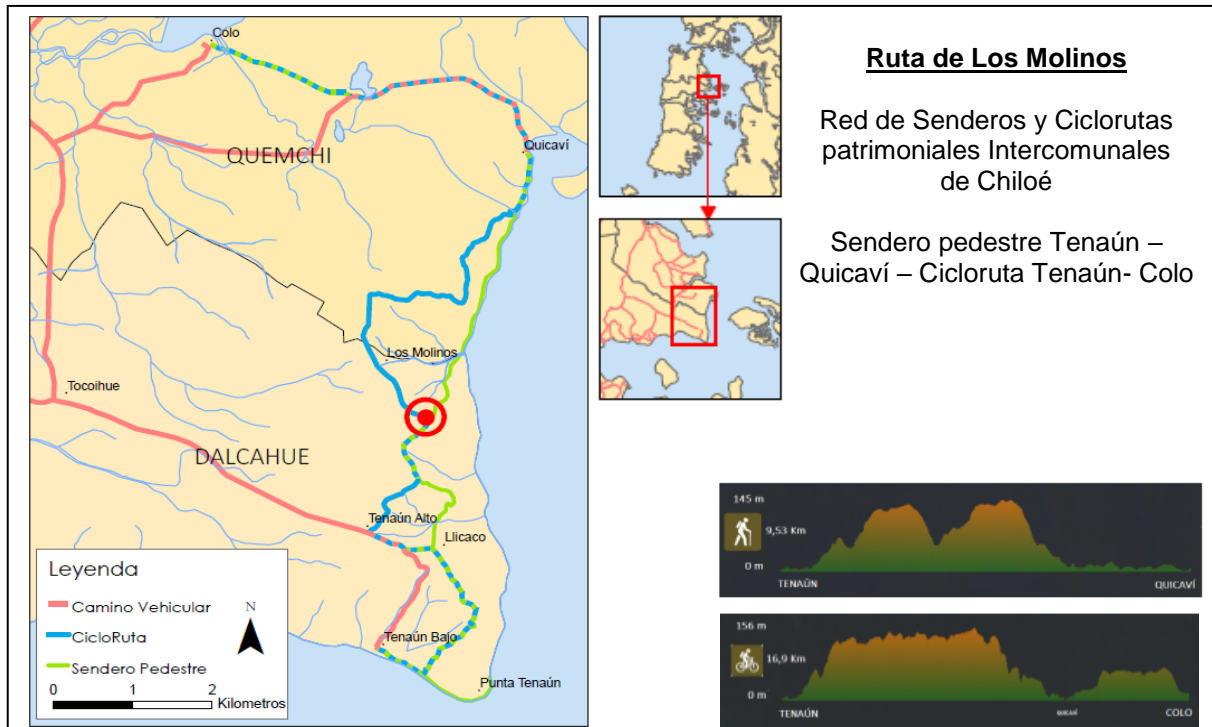 Colo
QUEMCHI
Quicaví
Los Molinos
Tocoihue
DALCAHUE
Tenaún Alto
Llicaco
Tenaún Bajo
Punta Tenaún
Leyenda
Camino Vehicular
CicloRuta
Sendero Pedestre
N
0 1 2
Kilometros
Ruta de Los Molinos
Red de Senderos y Ciclorutas
patrimoniales Intercomunales
de Chiloé
Sendero pedestre Tenaún –
Quicaví – Cicloruta Tenaún- Colo
145 m
9,53 Km
0 m
TENAÚN QUICAVÍ
156 m
16,9 Km
0 m
TENAÚN QUICAVÍ COLO